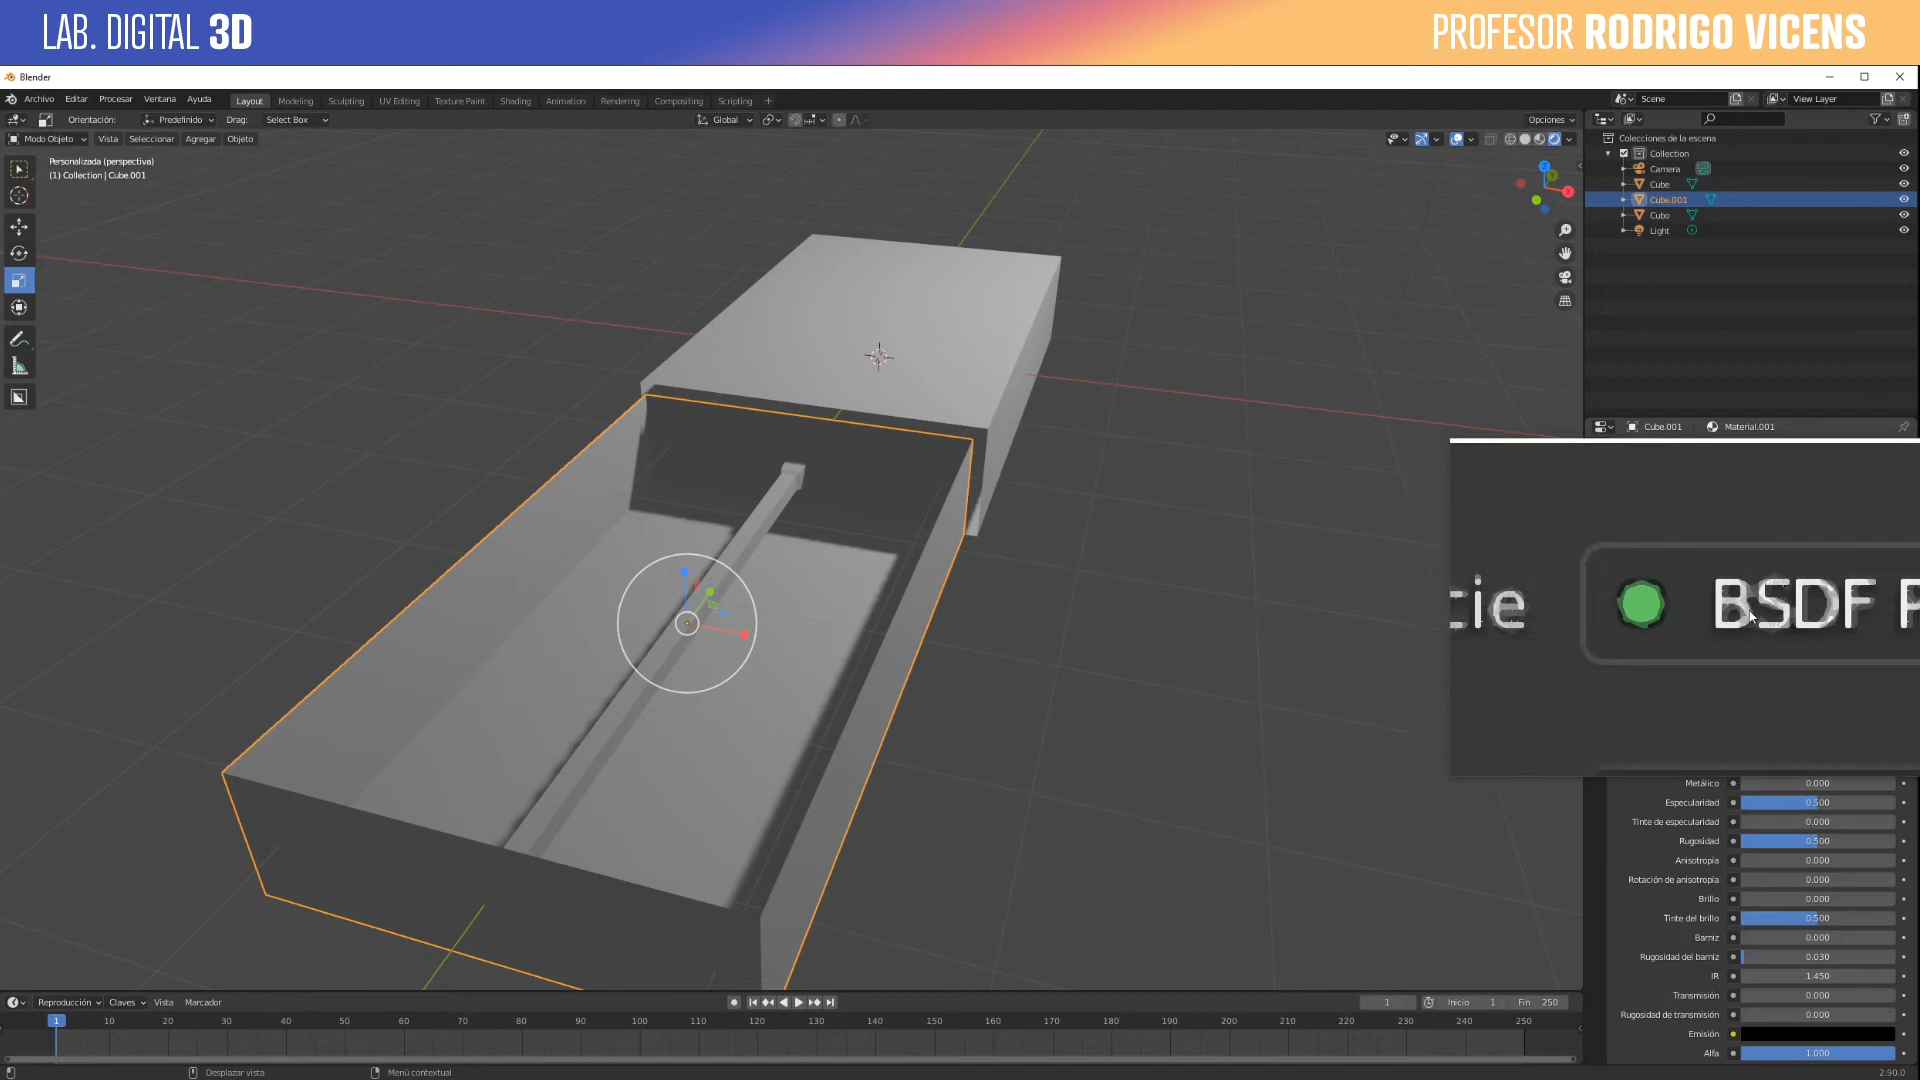 LAB. DIGITAL 3D
PROFESOR RODRIGO VICENS
Blender
Archivo Editar Procesar Ventana Ayuda
Layout Modeling Sculpting UV Editing Texture Paint Shading Animation Rendering Compositing Scripting +
Scene
View Layer
Orientación: Predefinido Drag: Select Box
Global
Opciones
Modo Objeto Vista Seleccionar Agregar Objeto
Personalizada (perspectiva)
(1) Collection | Cube.001
Z
Y
X
Colecciones de la escena
Collection
Camera
Cube
Cube.001
Cubo
Light
Cube.001 Material.001
cie BSDF P
Metálico 0.000
Especularidad 0.500
Tinte de especularidad 0.000
Rugosidad 0.500
Anisotropía 0.000
Rotación de anisotropía 0.000
Brillo 0.000
Tinte del brillo 0.500
Barniz 0.000
Rugosidad del barniz 0.030
IR 1.450
Transmisión 0.000
Rugosidad de transmisión 0.000
Emisión
Alfa 1.000
Reproducción Claves Vista Marcador
1 Inicio 1 Fin 250
1 10 20 30 40 50 60 70 80 90 100 110 120 130 140 150 160 170 180 190 200 210 220 230 240 250
Desplazar vista
Menú contextual
2.90.0